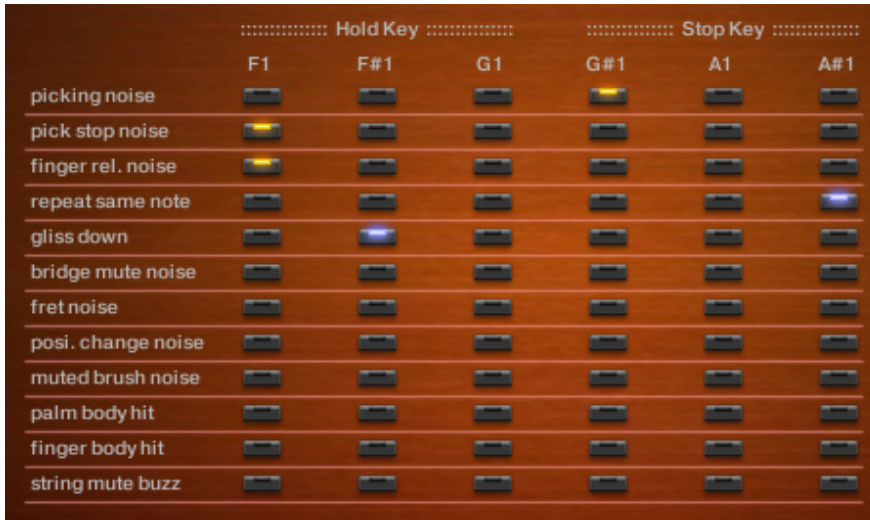 Hold Key Stop Key
F1 F#1 G1 G#1 A1 A#1
picking noise
pick stop noise
finger rel. noise
repeat same note
gliss down
bridge mute noise
fret noise
posi. change noise
muted brush noise
palm body hit
finger body hit
string mute buzz